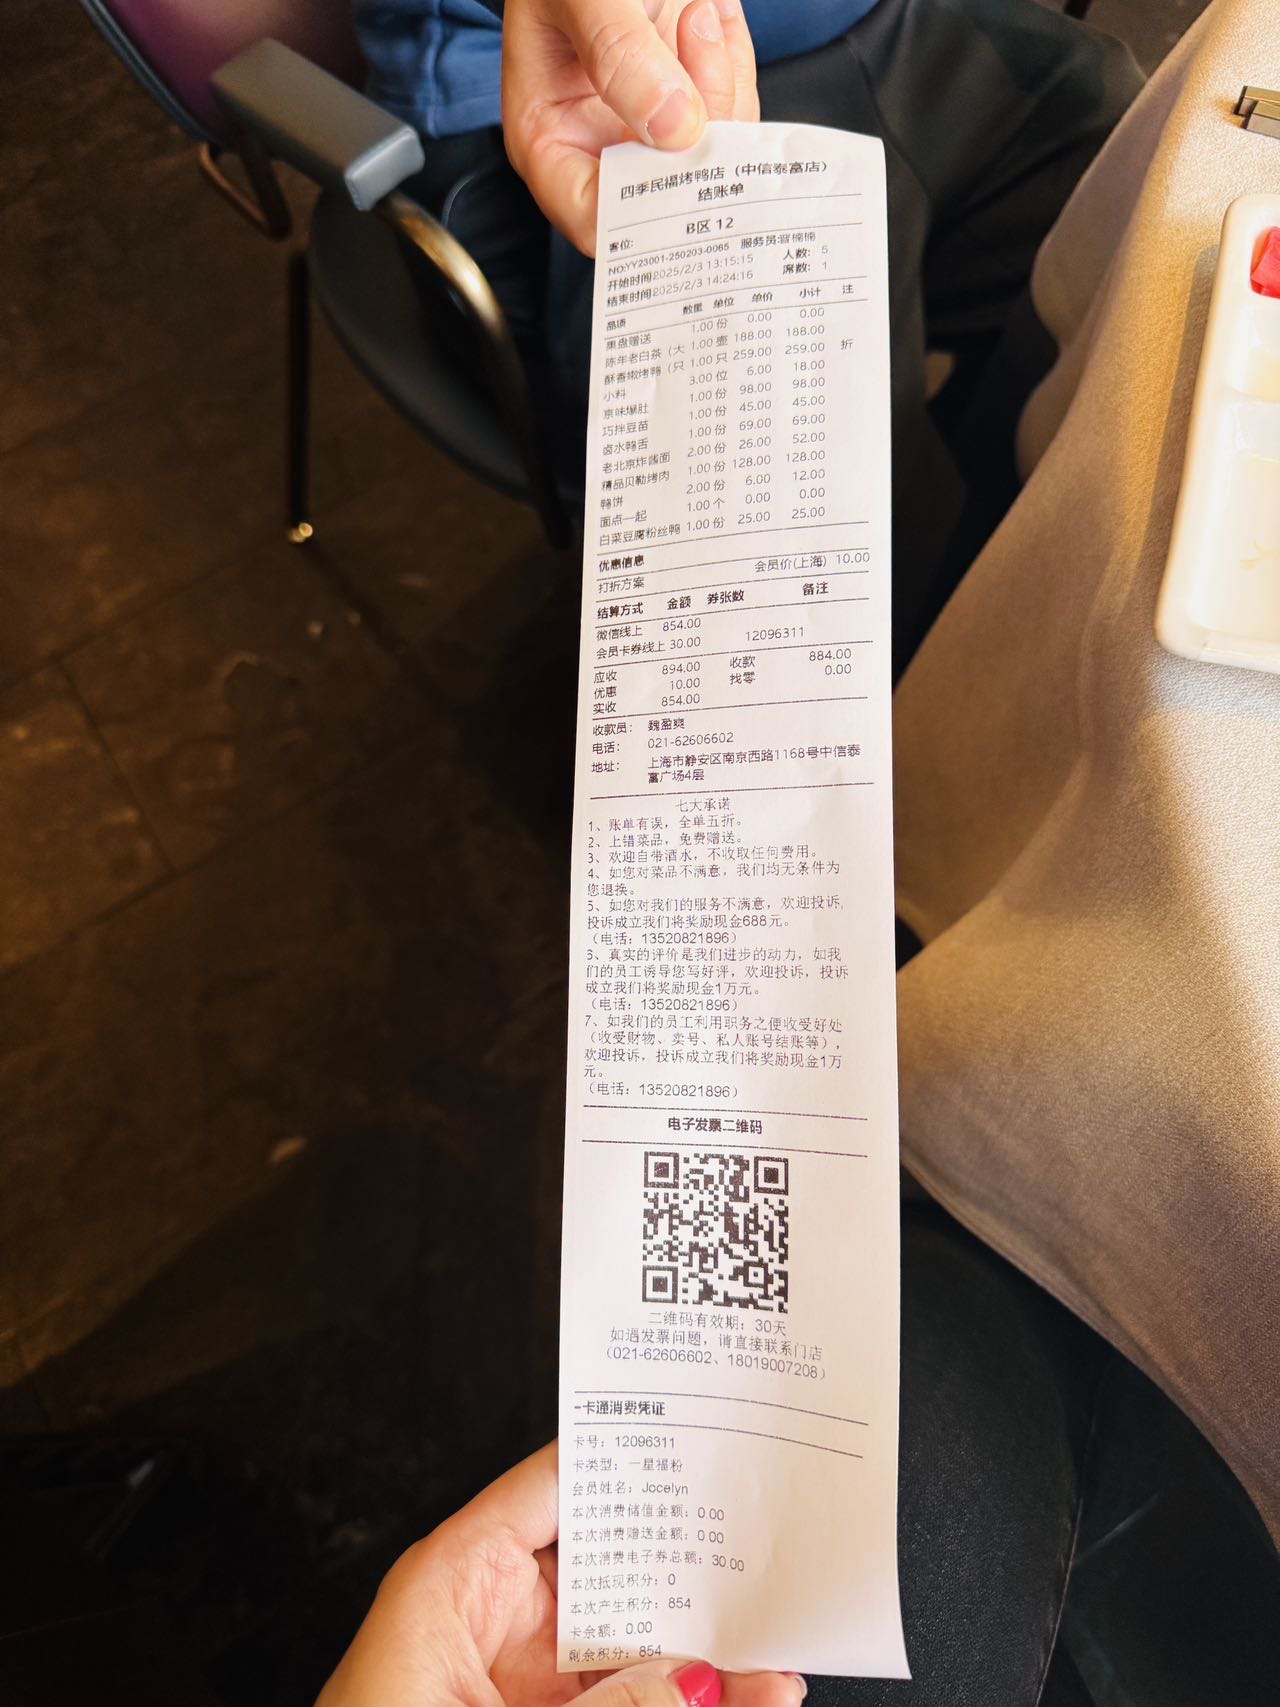 四季民福烤鸭店（中信泰富店）
结账单
客位： B区 12
NO:YY23001-250203-0065 服务员:曹楠楠
开始时间2025/2/3 13:15:15 人数： 5
结束时间2025/2/3 14:24:16 席数： 1
品项 数量 单位 单价 小计 注
果盘赠送 1.00 份 0.00 0.00
陈年老白茶（大 1.00 壶 188.00 188.00
酥香嫩烤鸭（只 1.00 只 259.00 259.00 折
小料 3.00 位 6.00 18.00
京味爆肚 1.00 份 98.00 98.00
巧拌豆苗 1.00 份 45.00 45.00
卤水鸭舌 1.00 份 69.00 69.00
老北京炸酱面 2.00 份 26.00 52.00
精品贝勒烤肉 1.00 份 128.00 128.00
鸭饼 2.00 份 6.00 12.00
面点一起 1.00 个 0.00 0.00
白菜豆腐粉丝鸭 1.00 份 25.00 25.00
优惠信息
打折方案 会员价(上海) 10.00
结算方式 金额 券张数 备注
微信线上 854.00
会员卡券线上 30.00 12096311
应收 894.00 收款 884.00
优惠 10.00 找零 0.00
实收 854.00
收款员： 魏盈爽
电话： 021-62606602
地址： 上海市静安区南京西路1168号中信泰
富广场4层
七大承诺
1、账单有误，全单五折。
2、上错菜品，免费赠送。
3、欢迎自带酒水，不收取任何费用。
4、如您对菜品不满意，我们均无条件为
您退换。
5、如您对我们的服务不满意，欢迎投诉，
投诉成立我们将奖励现金688元。
（电话：13520821896）
6、真实的评价是我们进步的动力，如我
们的员工诱导您写好评，欢迎投诉，投诉
成立我们将奖励现金1万元。
（电话：13520821896）
7、如我们的员工利用职务之便收受好处
（收受财物、卖号、私人账号结账等），
欢迎投诉，投诉成立我们将奖励现金1万
元。
（电话：13520821896）
电子发票二维码
二维码有效期：30天
如遇发票问题，请直接联系门店
（021-62606602、18019007208）
一卡通消费凭证
卡号：12096311
卡类型：一星福粉
会员姓名：Jocelyn
本次消费储值金额：0.00
本次消费赠送金额：0.00
本次消费电子券总额：30.00
本次抵现积分：0
本次产生积分：854
卡余额：0.00
剩余积分：854